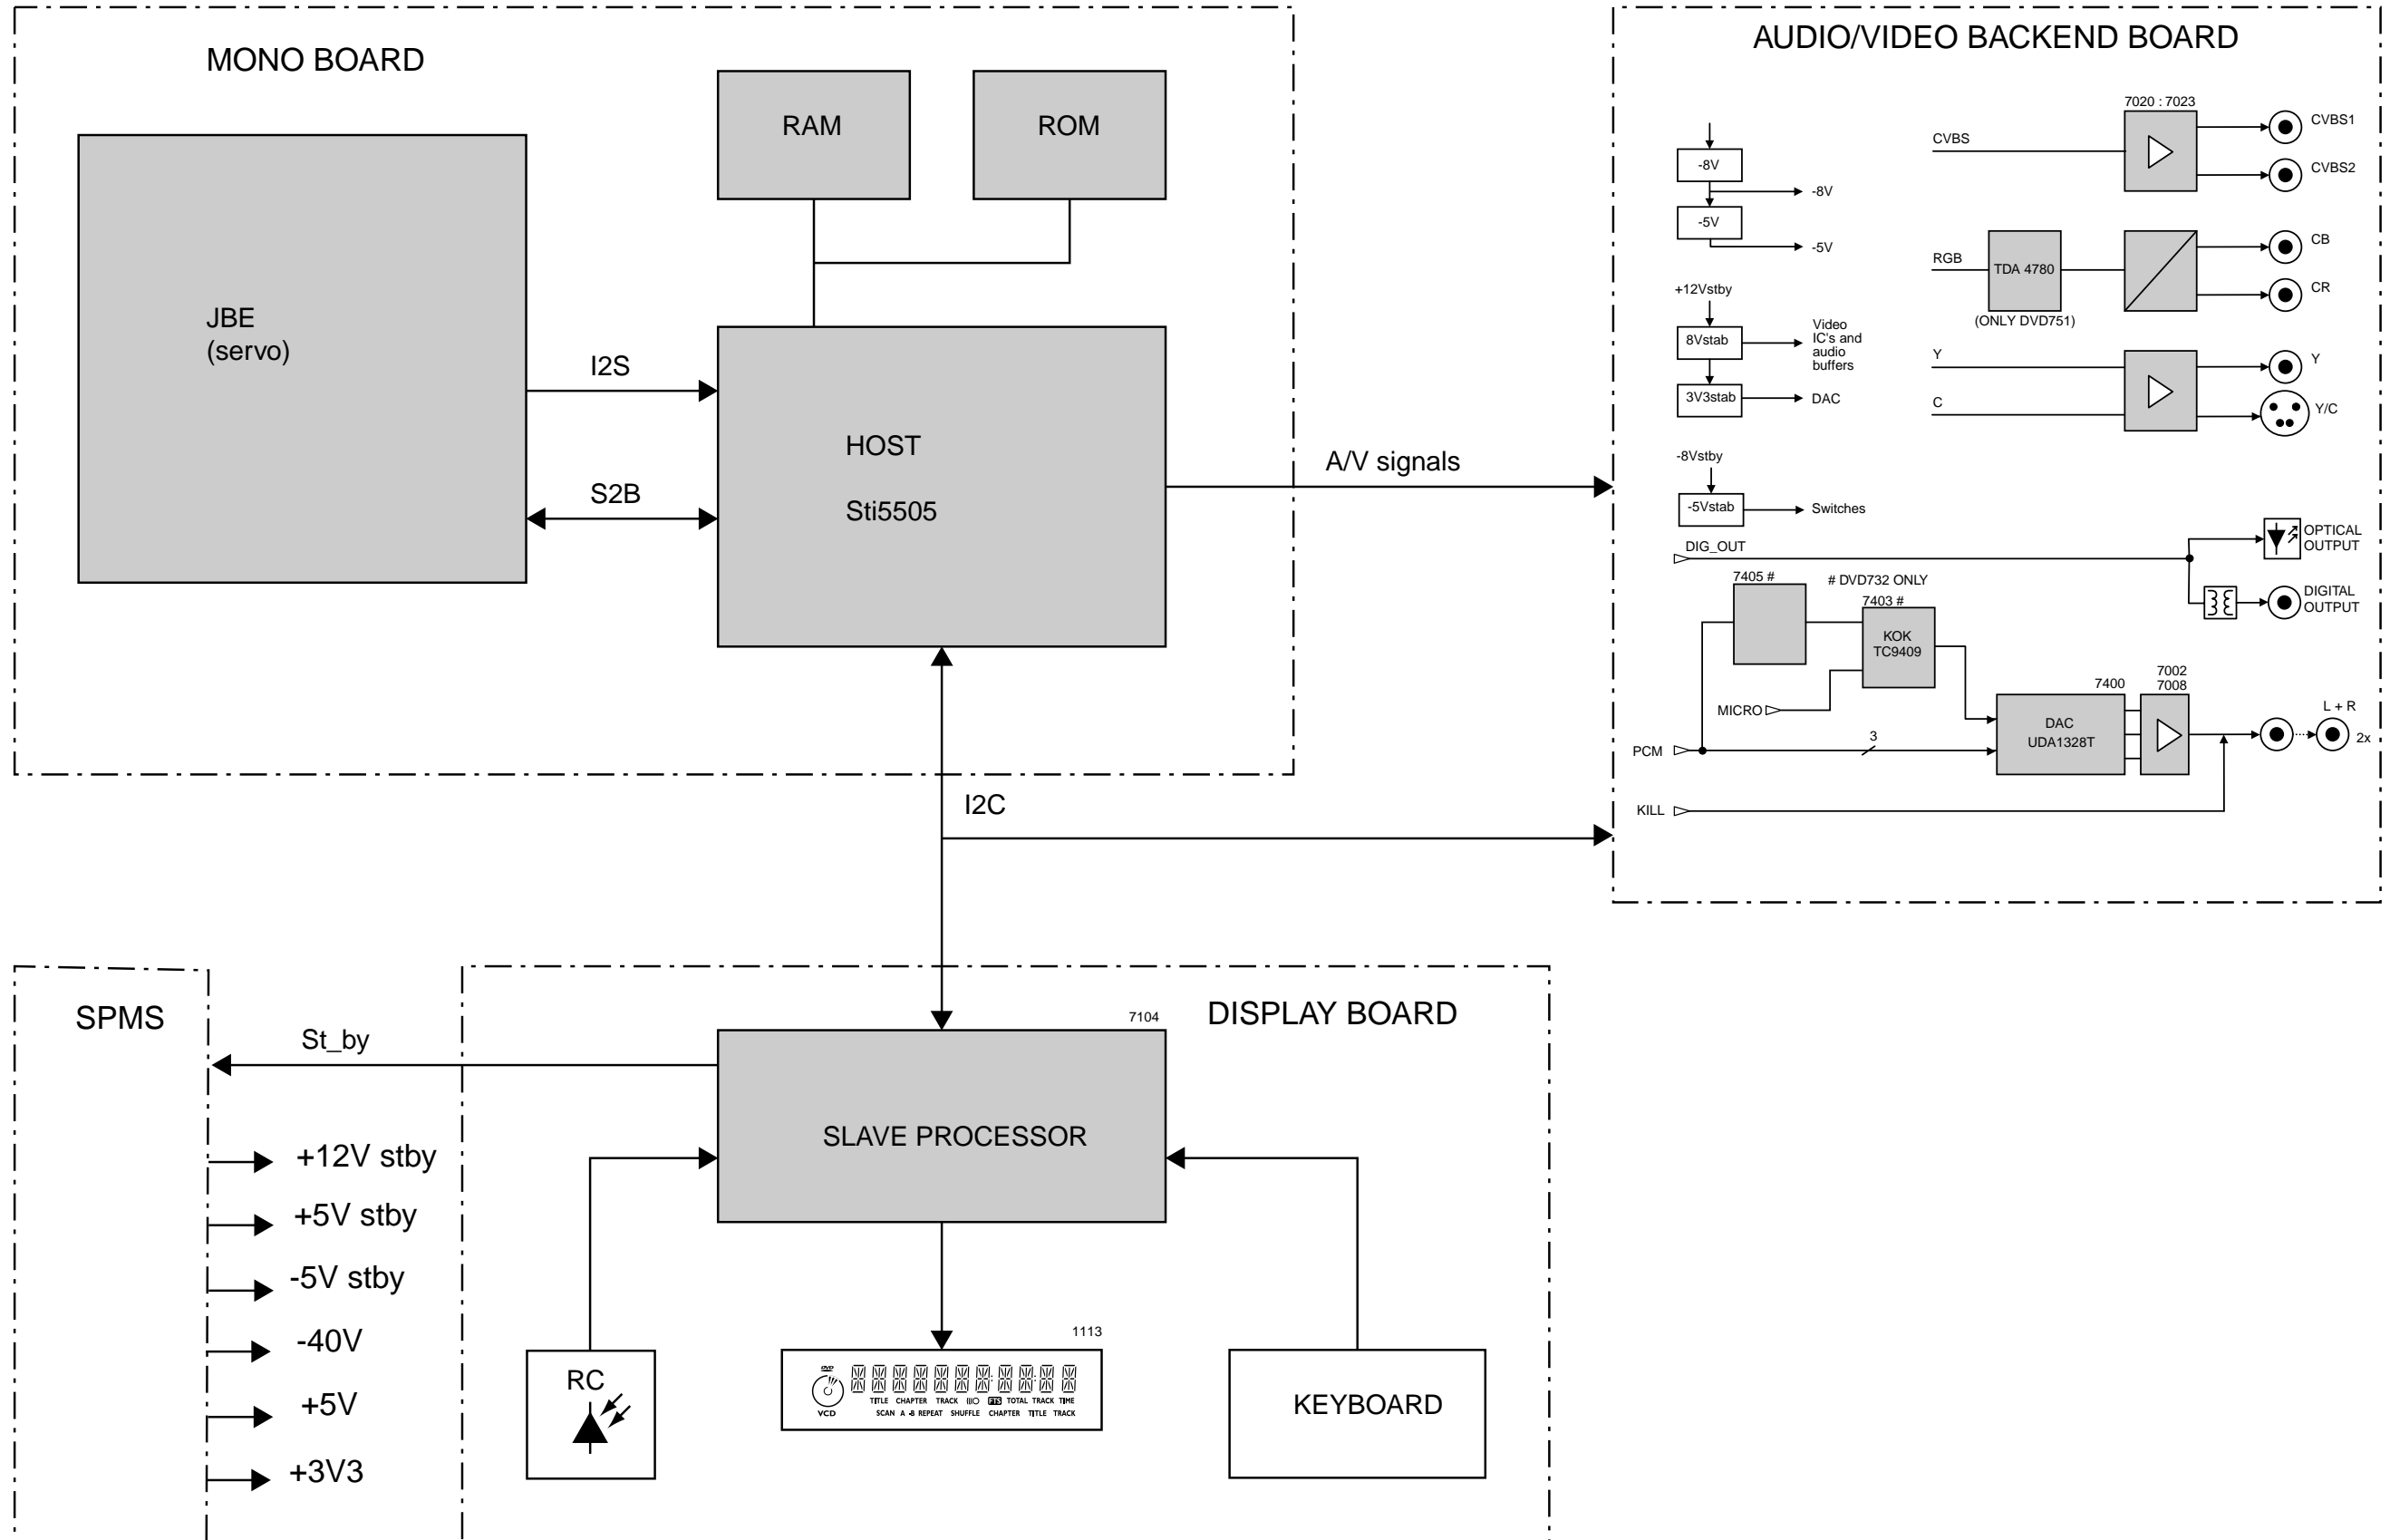 MONO BOARD
RAM
ROM
JBE
(servo)
I2S
S2B
HOST
Sti5505
A/V signals
I2C
AUDIO/VIDEO BACKEND BOARD
-8V
-8V
-5V
-5V
+12Vstby
8Vstab
Video
IC's and
audio
buffers
3V3stab
DAC
-8Vstby
-5Vstab
Switches
CVBS
7020 : 7023
CVBS1
CVBS2
RGB
TDA 4780
(ONLY DVD751)
CB
CR
Y
C
Y
Y/C
DIG_OUT
OPTICAL
OUTPUT
DIGITAL
OUTPUT
7405 #
# DVD732 ONLY
7403 #
KOK
TC9409
MICRO
PCM
3
7400
DAC
UDA1328T
7002
7008
L + R
2x
KILL
SPMS
St_by
+12V stby
+5V stby
-5V stby
-40V
+5V
+3V3
DISPLAY BOARD
7104
SLAVE PROCESSOR
RC
1113
DVD
VCD
TITLE CHAPTER TRACK TOTAL TRACK TIME
SCAN A -B REPEAT SHUFFLE CHAPTER TITLE TRACK
KEYBOARD